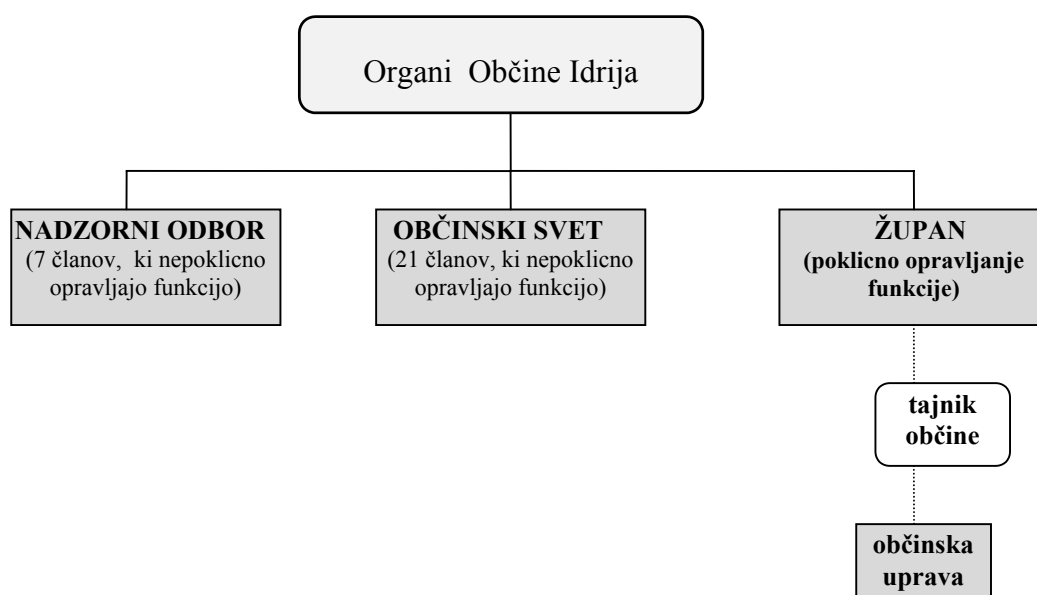 Organi Občine Idrija
NADZORNI ODBOR
(7 članov, ki nepoklicno
opravljajo funkcijo)
OBČINSKI SVET
(21 članov, ki nepoklicno
opravljajo funkcijo)
ŽUPAN
(poklicno opravljanje
funkcije)
tajnik
občine
občinska
uprava